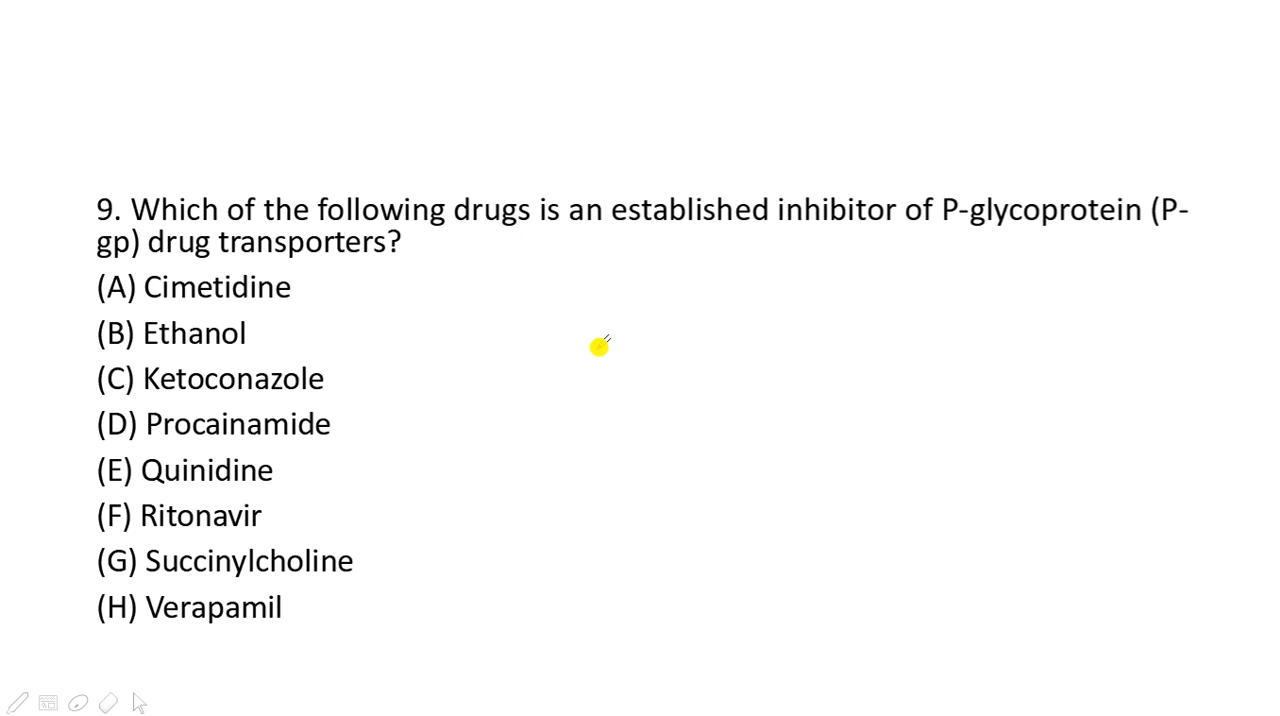 9. Which of the following drugs is an established inhibitor of P-glycoprotein (P-
gp) drug transporters?
(A) Cimetidine
(B) Ethanol
(C) Ketoconazole
(D) Procainamide
(E) Quinidine
(F) Ritonavir
(G) Succinylcholine
(H) Verapamil